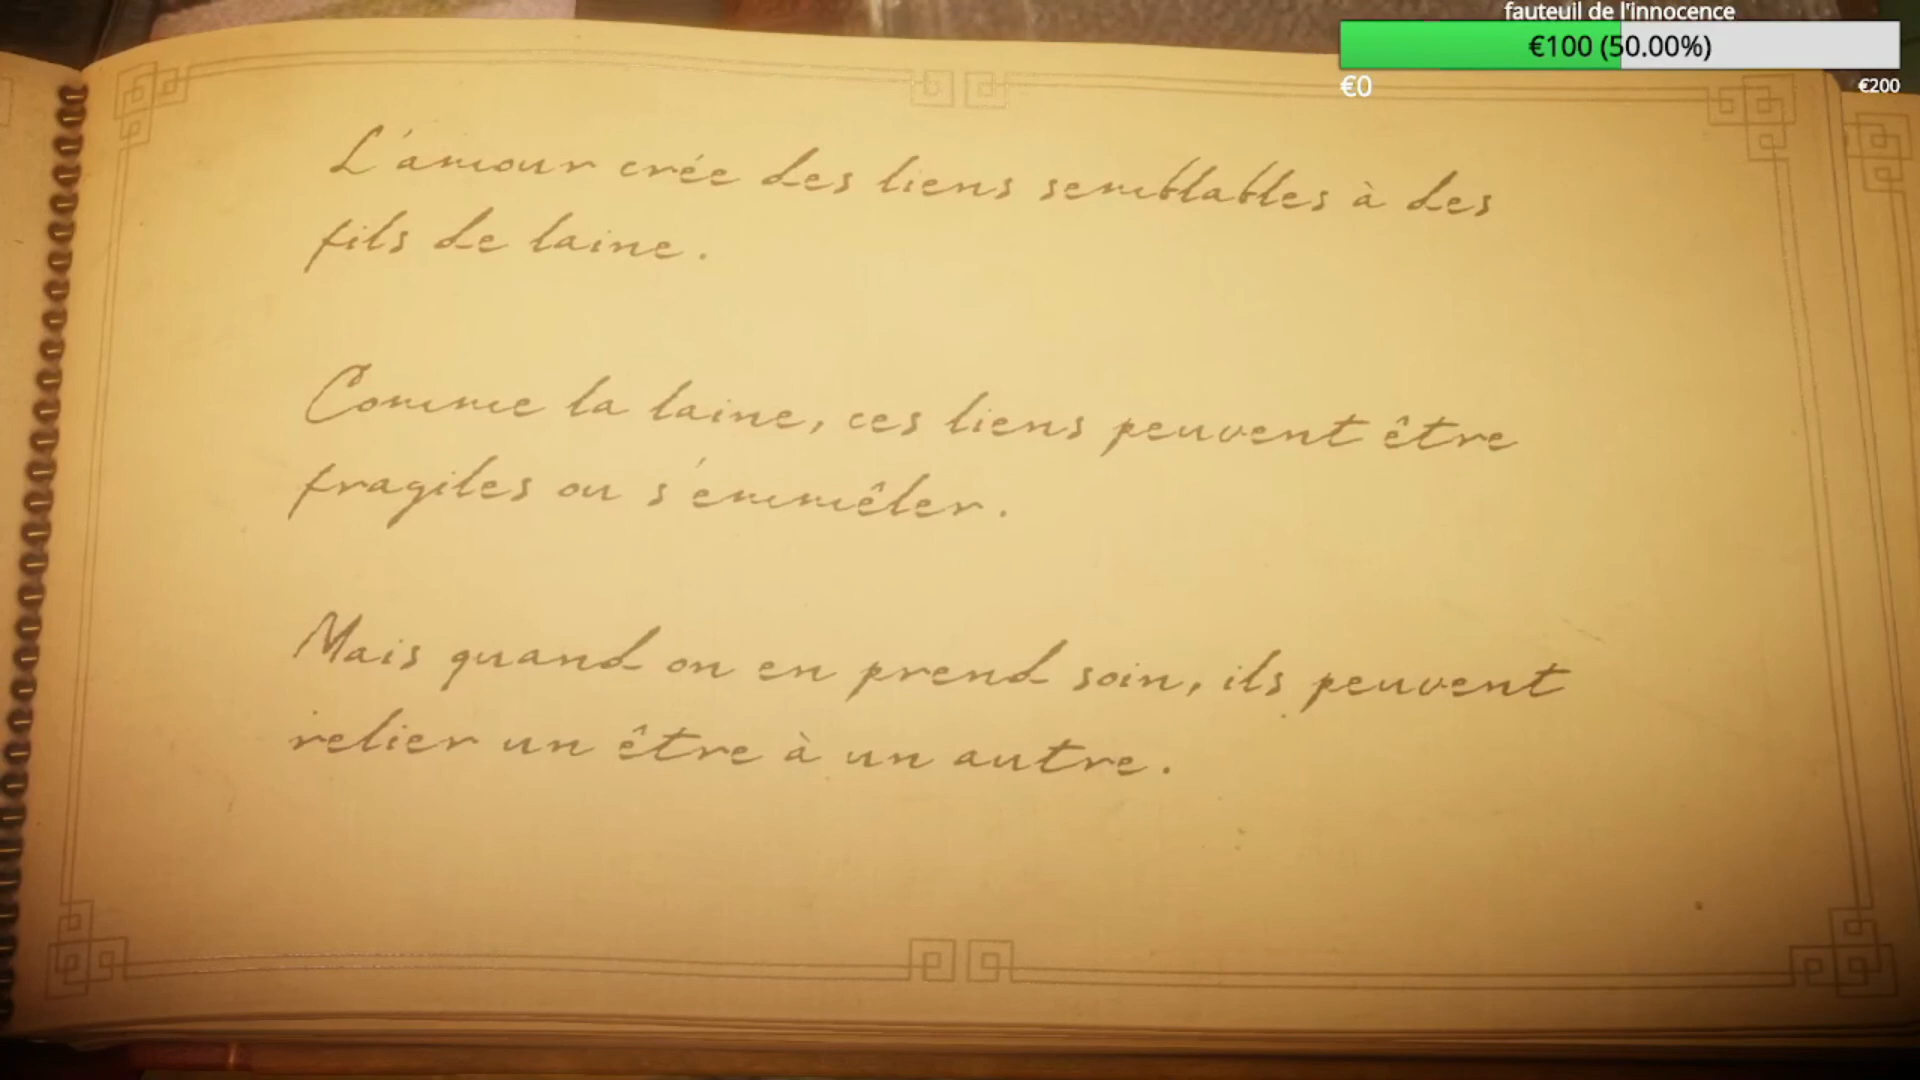 fauteuil de l'innocence
€100 (50.00%)
€0
€200
L'amour crée des liens semblables à des
fils de laine.
Comme la laine, ces liens peuvent être
fragiles ou s'emmêler.
Mais quand on en prend soin, ils peuvent
relier un être à un autre.